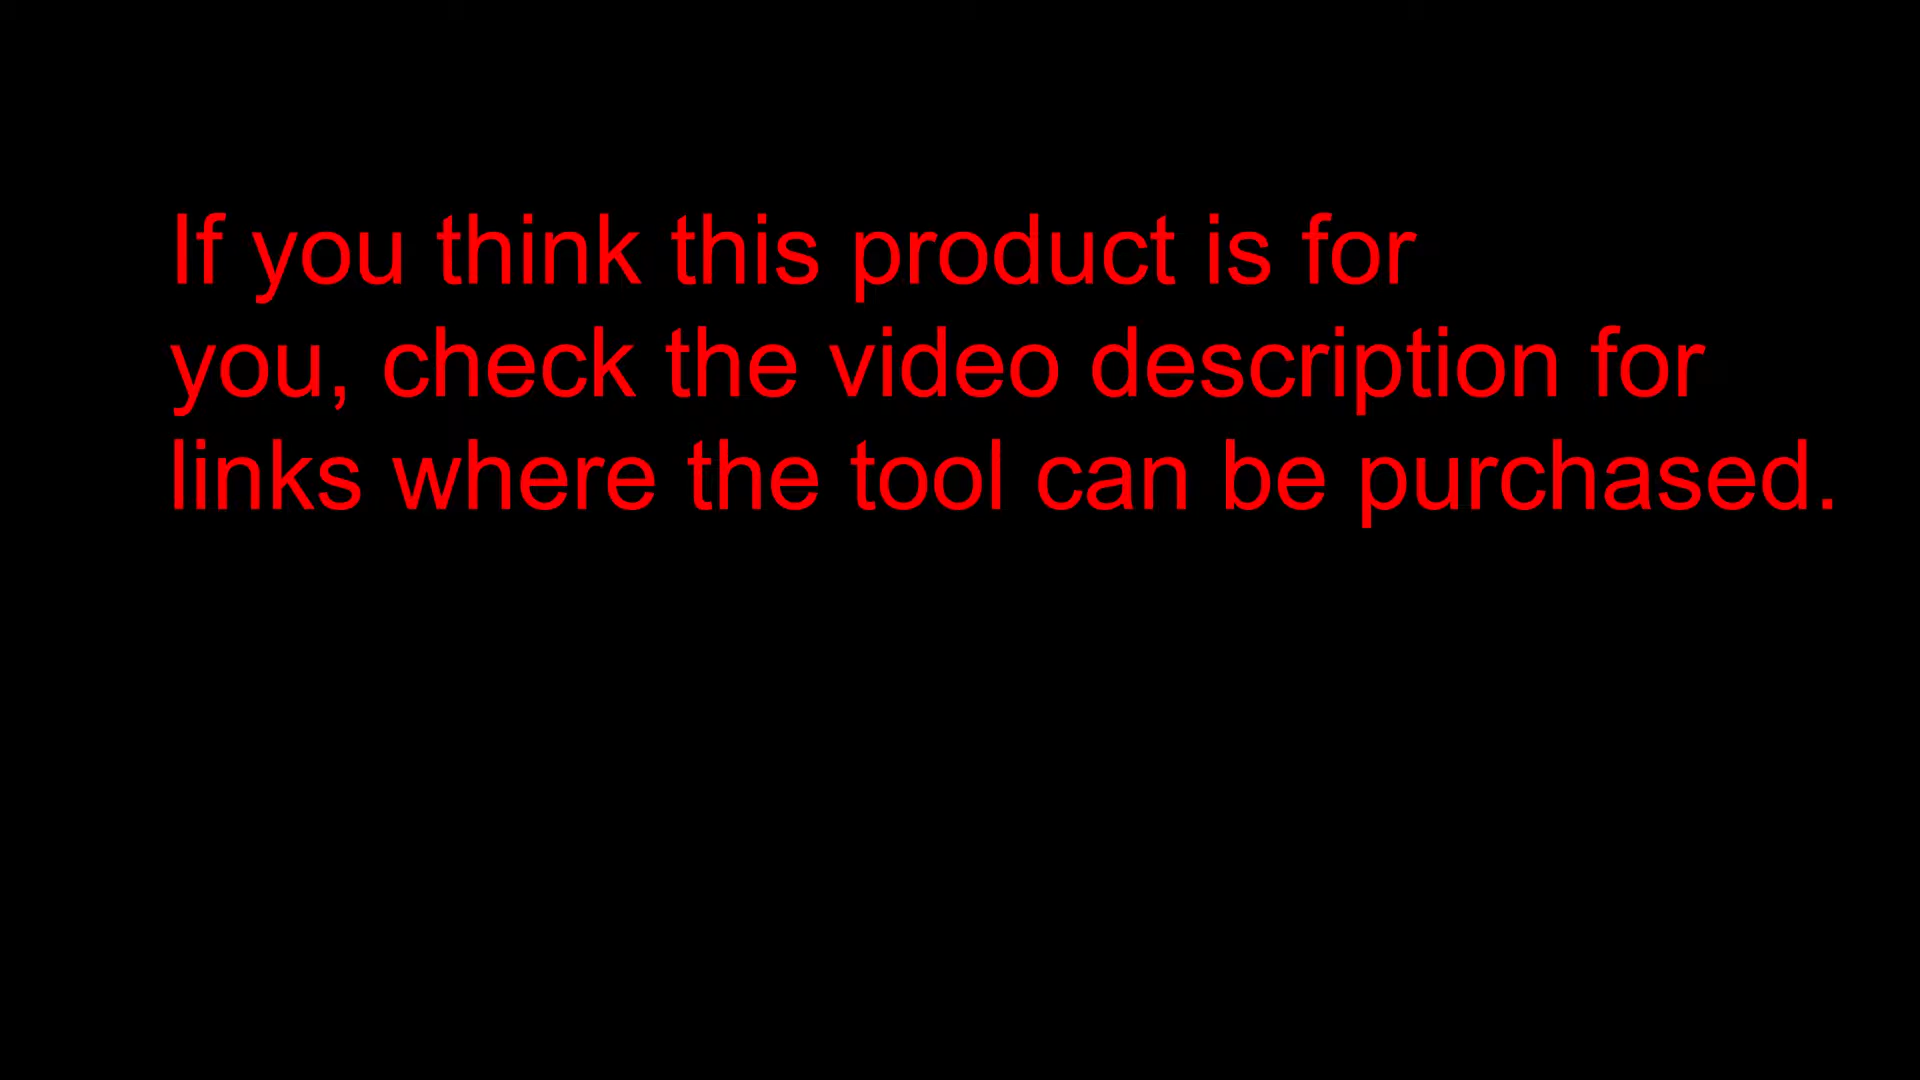 If you think this product is for
you, check the video description for
links where the tool can be purchased.